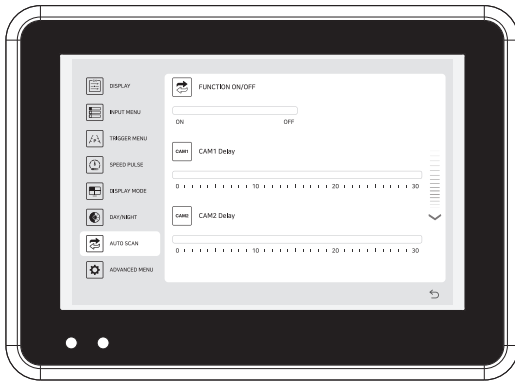 DISPLAY
INPUT MENU
TRIGGER MENU
SPEED PULSE
DISPLAY MODE
DAY/NIGHT
AUTO SCAN
ADVANCED MENU
FUNCTION ON/OFF
ON OFF
CAM1 CAM1 Delay
0 10 20 30
CAM2 CAM2 Delay
0 10 20 30